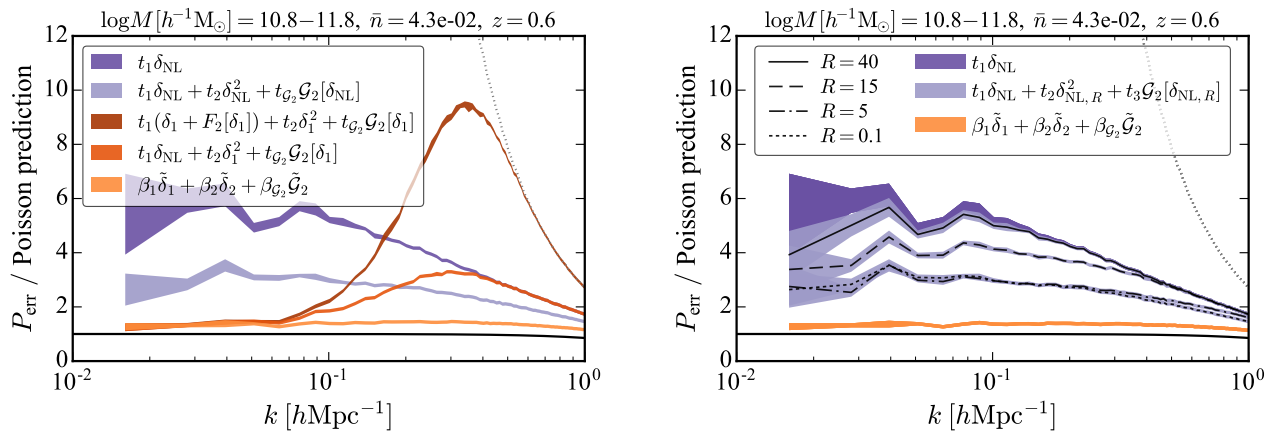 logM[h⁻¹M⊙] = 10.8−11.8, n̄ = 4.3e-02, z = 0.6
12
10
8
6
4
2
0
P_err / Poisson prediction
t₁δ_NL
t₁δ_NL + t₂δ²_NL + t_𝒢₂𝒢₂[δ_NL]
t₁(δ₁ + F₂[δ₁]) + t₂δ₁² + t_𝒢₂𝒢₂[δ₁]
t₁δ_NL + t₂δ₁² + t_𝒢₂𝒢₂[δ₁]
β₁δ̃₁ + β₂δ̃₂ + β_𝒢₂𝒢̃₂
10⁻² 10⁻¹ 10⁰
k [hMpc⁻¹]
logM[h⁻¹M⊙] = 10.8−11.8, n̄ = 4.3e-02, z = 0.6
12
10
8
6
4
2
0
P_err / Poisson prediction
R = 40
R = 15
R = 5
R = 0.1
t₁δ_NL
t₁δ_NL + t₂δ²_NL,R + t₃𝒢₂[δ_NL,R]
β₁δ̃₁ + β₂δ̃₂ + β_𝒢₂𝒢̃₂
10⁻² 10⁻¹ 10⁰
k [hMpc⁻¹]